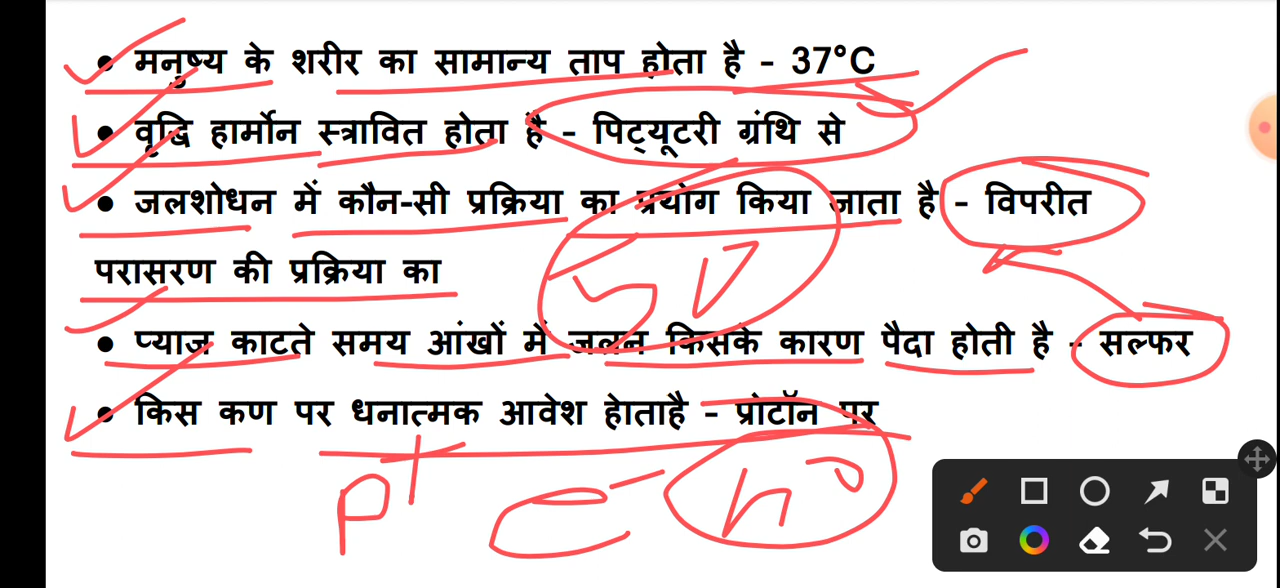 ● मनुष्य के शरीर का सामान्य ताप होता है - 37°C
● वृद्धि हार्मोन स्त्रावित होता है - पिट्यूटरी ग्रंथि से
● जलशोधन में कौन-सी प्रक्रिया का प्रयोग किया जाता है - विपरीत
परासरण की प्रक्रिया का
● प्याज काटते समय आंखों में जलन किसके कारण पैदा होती है - सल्फर
● किस कण पर धनात्मक आवेश हेाताहै - प्रोटॉन पर
p+ e- n0